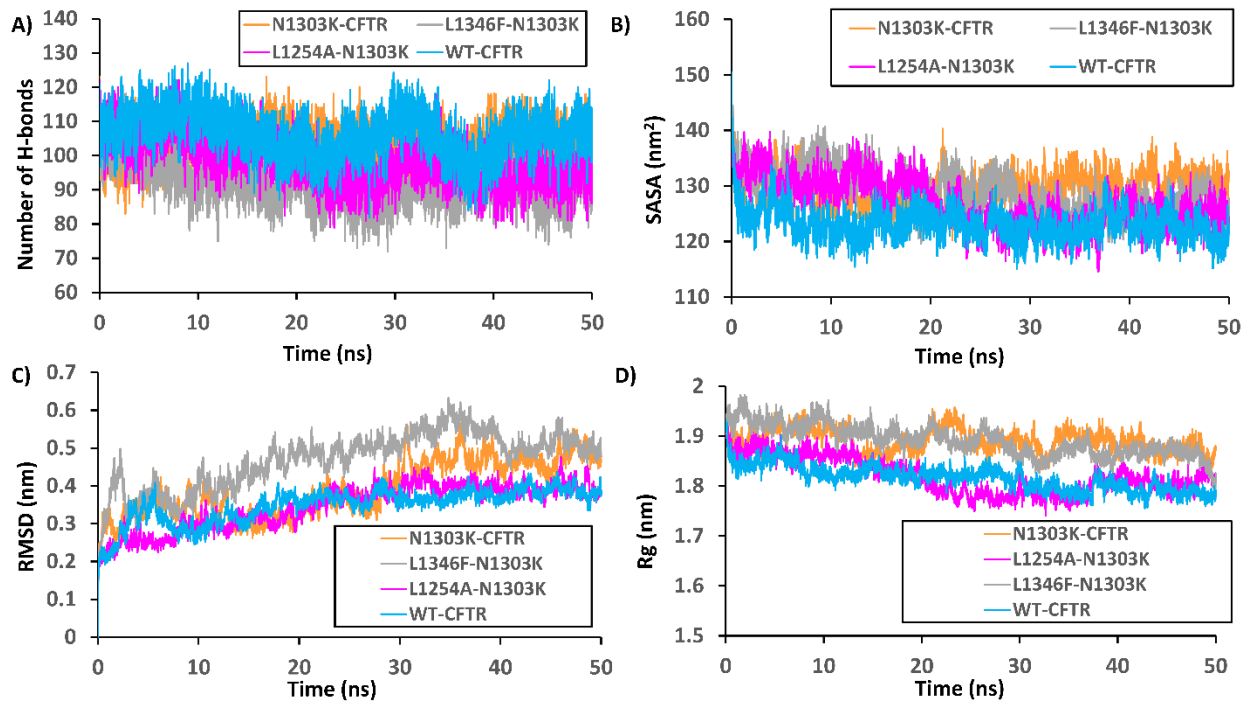 A)
N1303K-CFTR L1346F-N1303K
L1254A-N1303K WT-CFTR
Number of H-bonds
140
130
120
110
100
90
80
70
60
0 10 20 30 40 50
Time (ns)
B)
N1303K-CFTR L1346F-N1303K
L1254A-N1303K WT-CFTR
SASA (nm²)
160
150
140
130
120
110
0 10 20 30 40 50
Time (ns)
C)
RMSD (nm)
0.7
0.6
0.5
0.4
0.3
0.2
0.1
0
N1303K-CFTR
L1346F-N1303K
L1254A-N1303K
WT-CFTR
0 10 20 30 40 50
Time (ns)
D)
Rg (nm)
2
1.9
1.8
1.7
1.6
1.5
N1303K-CFTR
L1254A-N1303K
L1346F-N1303K
WT-CFTR
0 10 20 30 40 50
Time (ns)